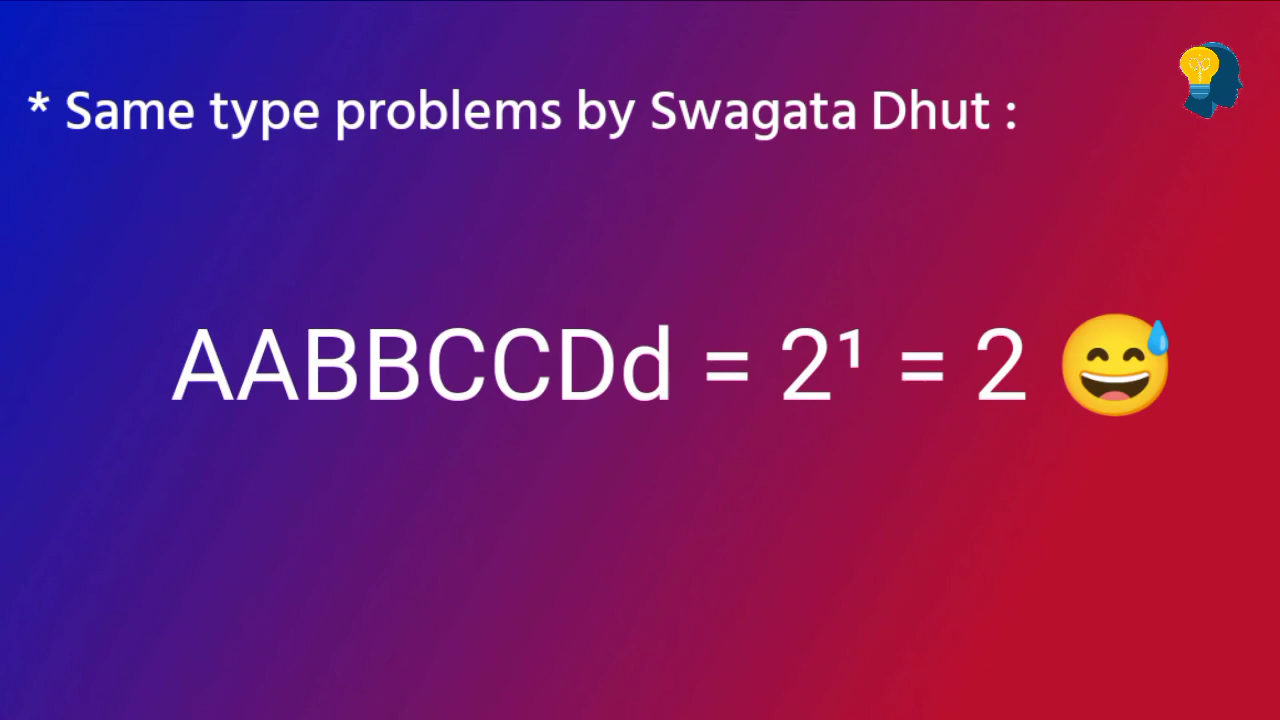 * Same type problems by Swagata Dhut :
AABBCCDd = 2¹ = 2 😅